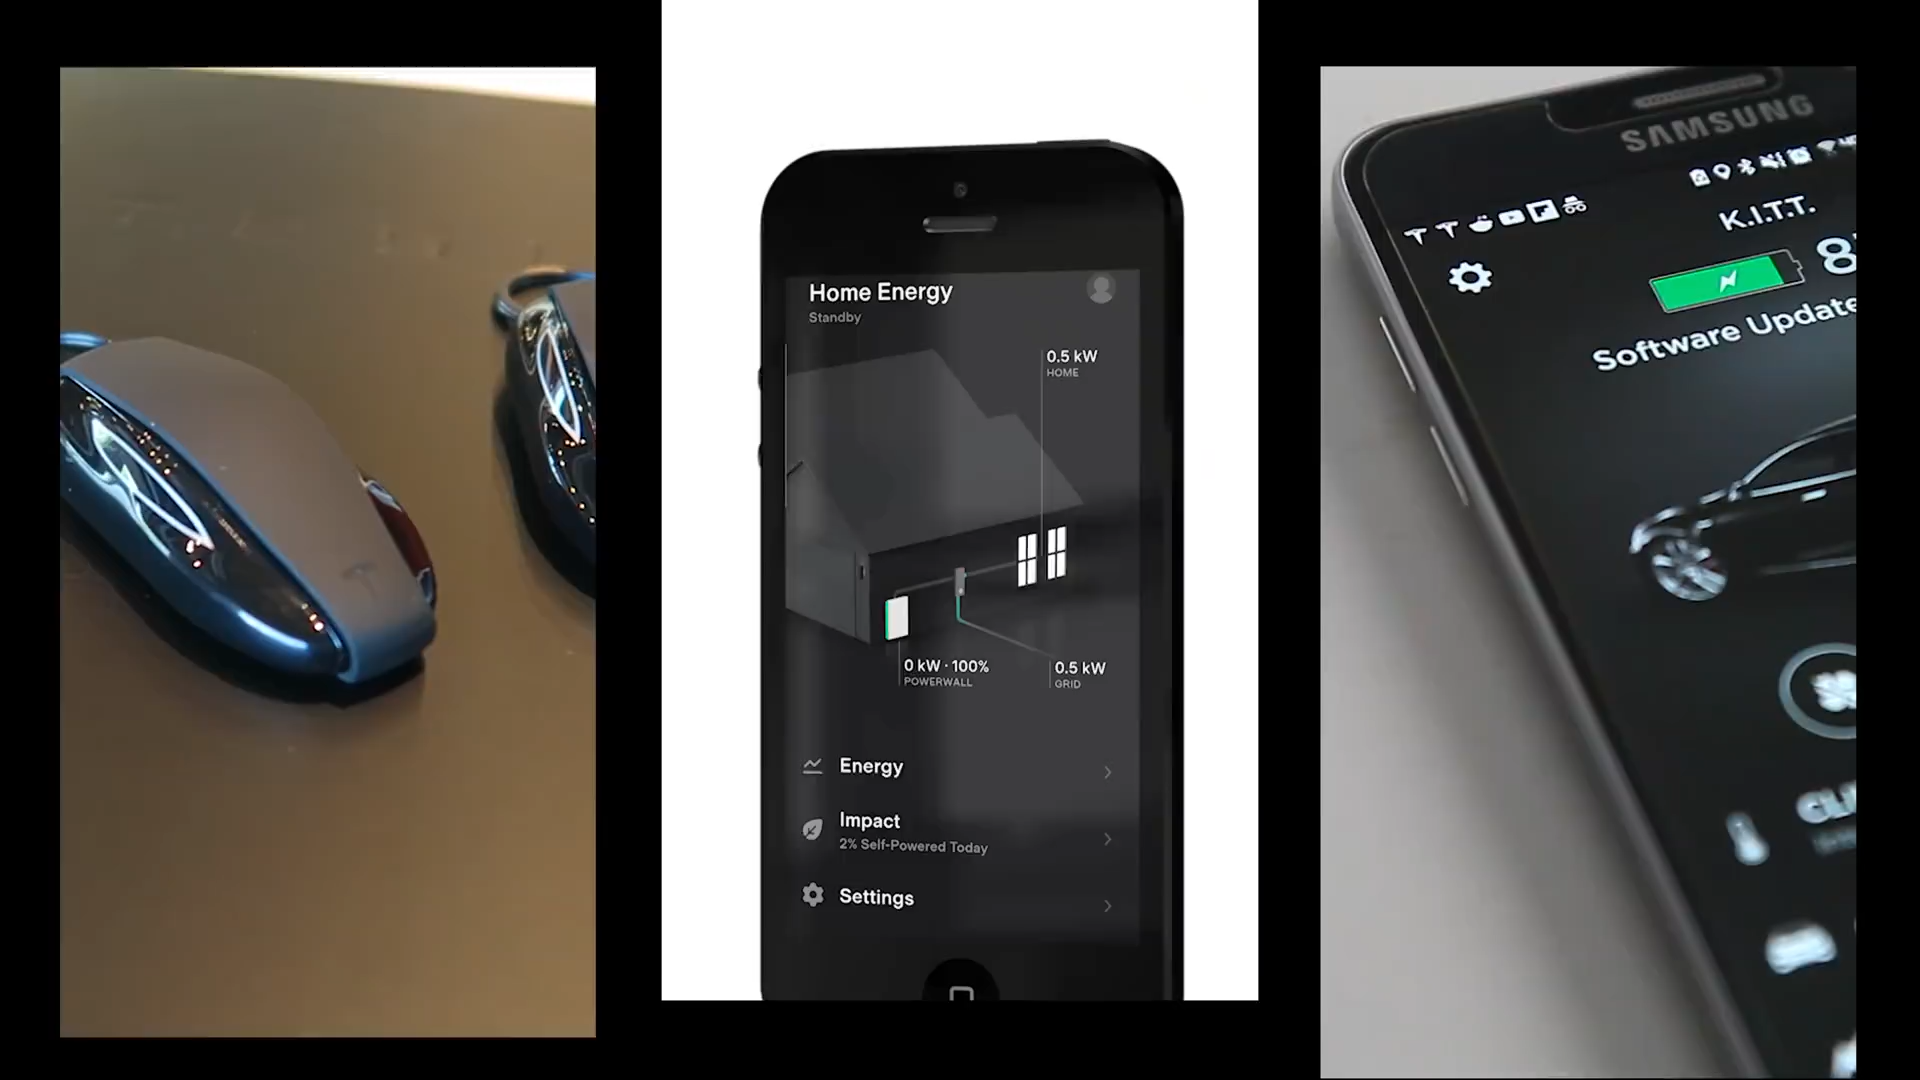 Home Energy
Standby
0.5 kW
HOME
0 kW · 100%
POWERWALL
0.5 kW
GRID
Energy
Impact
2% Self-Powered Today
Settings
SAMSUNG
K.I.T.T.
Software Update